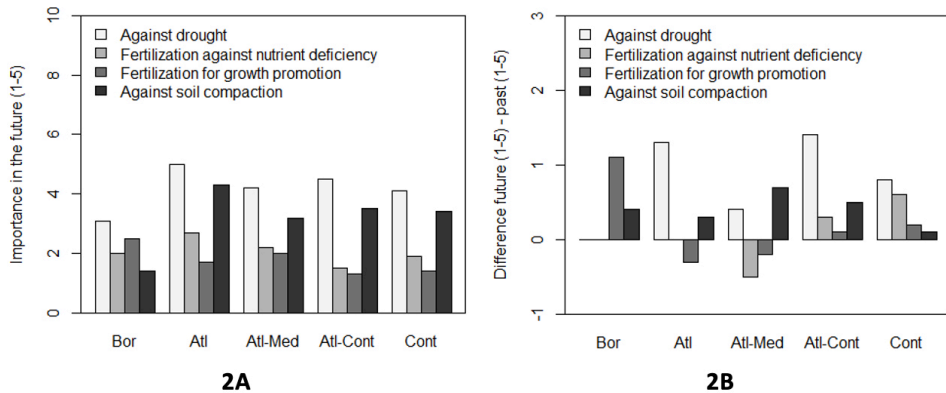 Importance in the future (1-5)
10
8
6
4
2
0
Against drought
Fertilization against nutrient deficiency
Fertilization for growth promotion
Against soil compaction
Bor Atl Atl-Med Atl-Cont Cont
2A
Difference future (1-5) - past (1-5)
3
2
1
0
-1
Against drought
Fertilization against nutrient deficiency
Fertilization for growth promotion
Against soil compaction
Bor Atl Atl-Med Atl-Cont Cont
2B